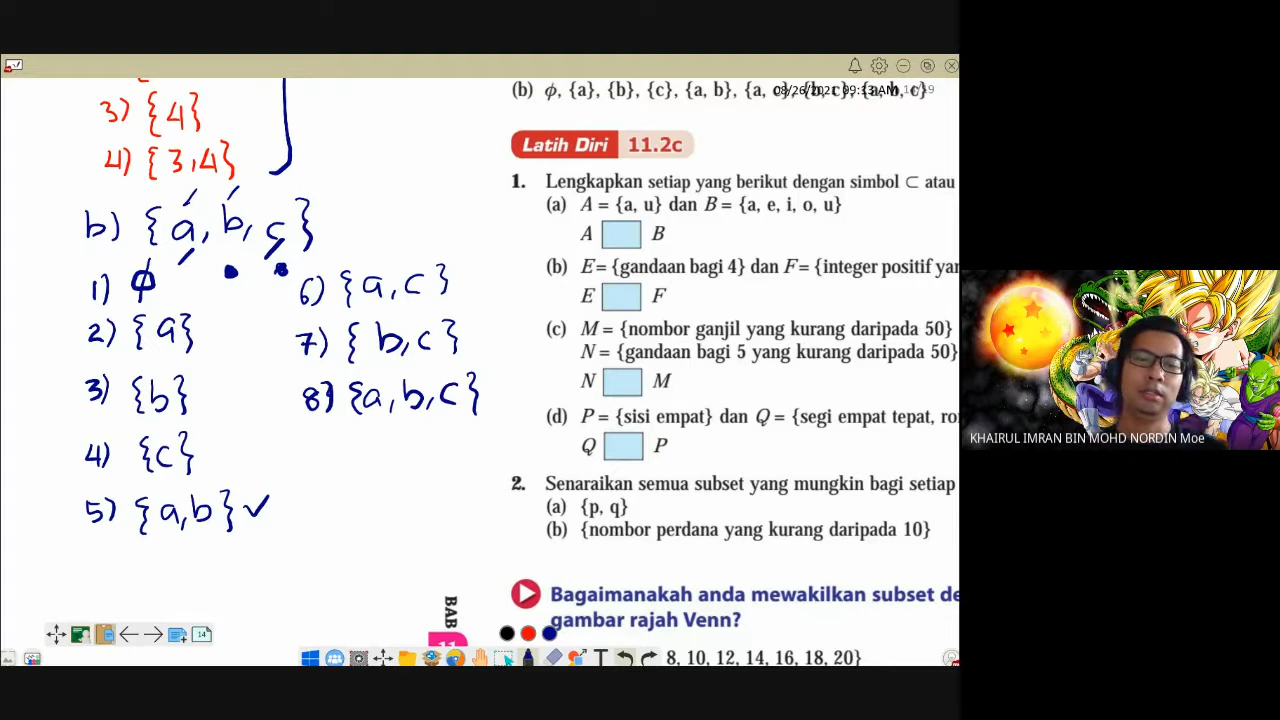 3) {4}
4) {3,4}
b) {a, b, c}
1) ϕ
2) {a}
3) {b}
4) {c}
5) {a,b} ✓
6) {a,c}
7) {b,c}
8) {a,b,c}
(b) ϕ, {a}, {b}, {c}, {a, b}, {a, c}, {b, c}, {a, b, c}
08/26/2021 09:33 AM
Latih Diri 11.2c
1. Lengkapkan setiap yang berikut dengan simbol ⊂ atau
(a) A = {a, u} dan B = {a, e, i, o, u}
A B
(b) E = {gandaan bagi 4} dan F = {integer positif yan
E F
(c) M = {nombor ganjil yang kurang daripada 50}
N = {gandaan bagi 5 yang kurang daripada 50}
N M
(d) P = {sisi empat} dan Q = {segi empat tepat, ro
Q P
2. Senaraikan semua subset yang mungkin bagi setiap
(a) {p, q}
(b) {nombor perdana yang kurang daripada 10}
Bagaimanakah anda mewakilkan subset de
gambar rajah Venn?
8, 10, 12, 14, 16, 18, 20}
BAB
14
T
KHAIRUL IMRAN BIN MOHD NORDIN Moe